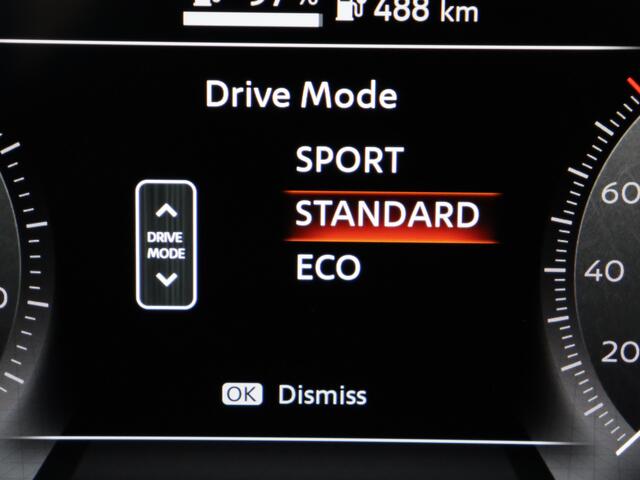 488 km
Drive Mode
SPORT
STANDARD
ECO
DRIVE
MODE
60
40
20
OK Dismiss